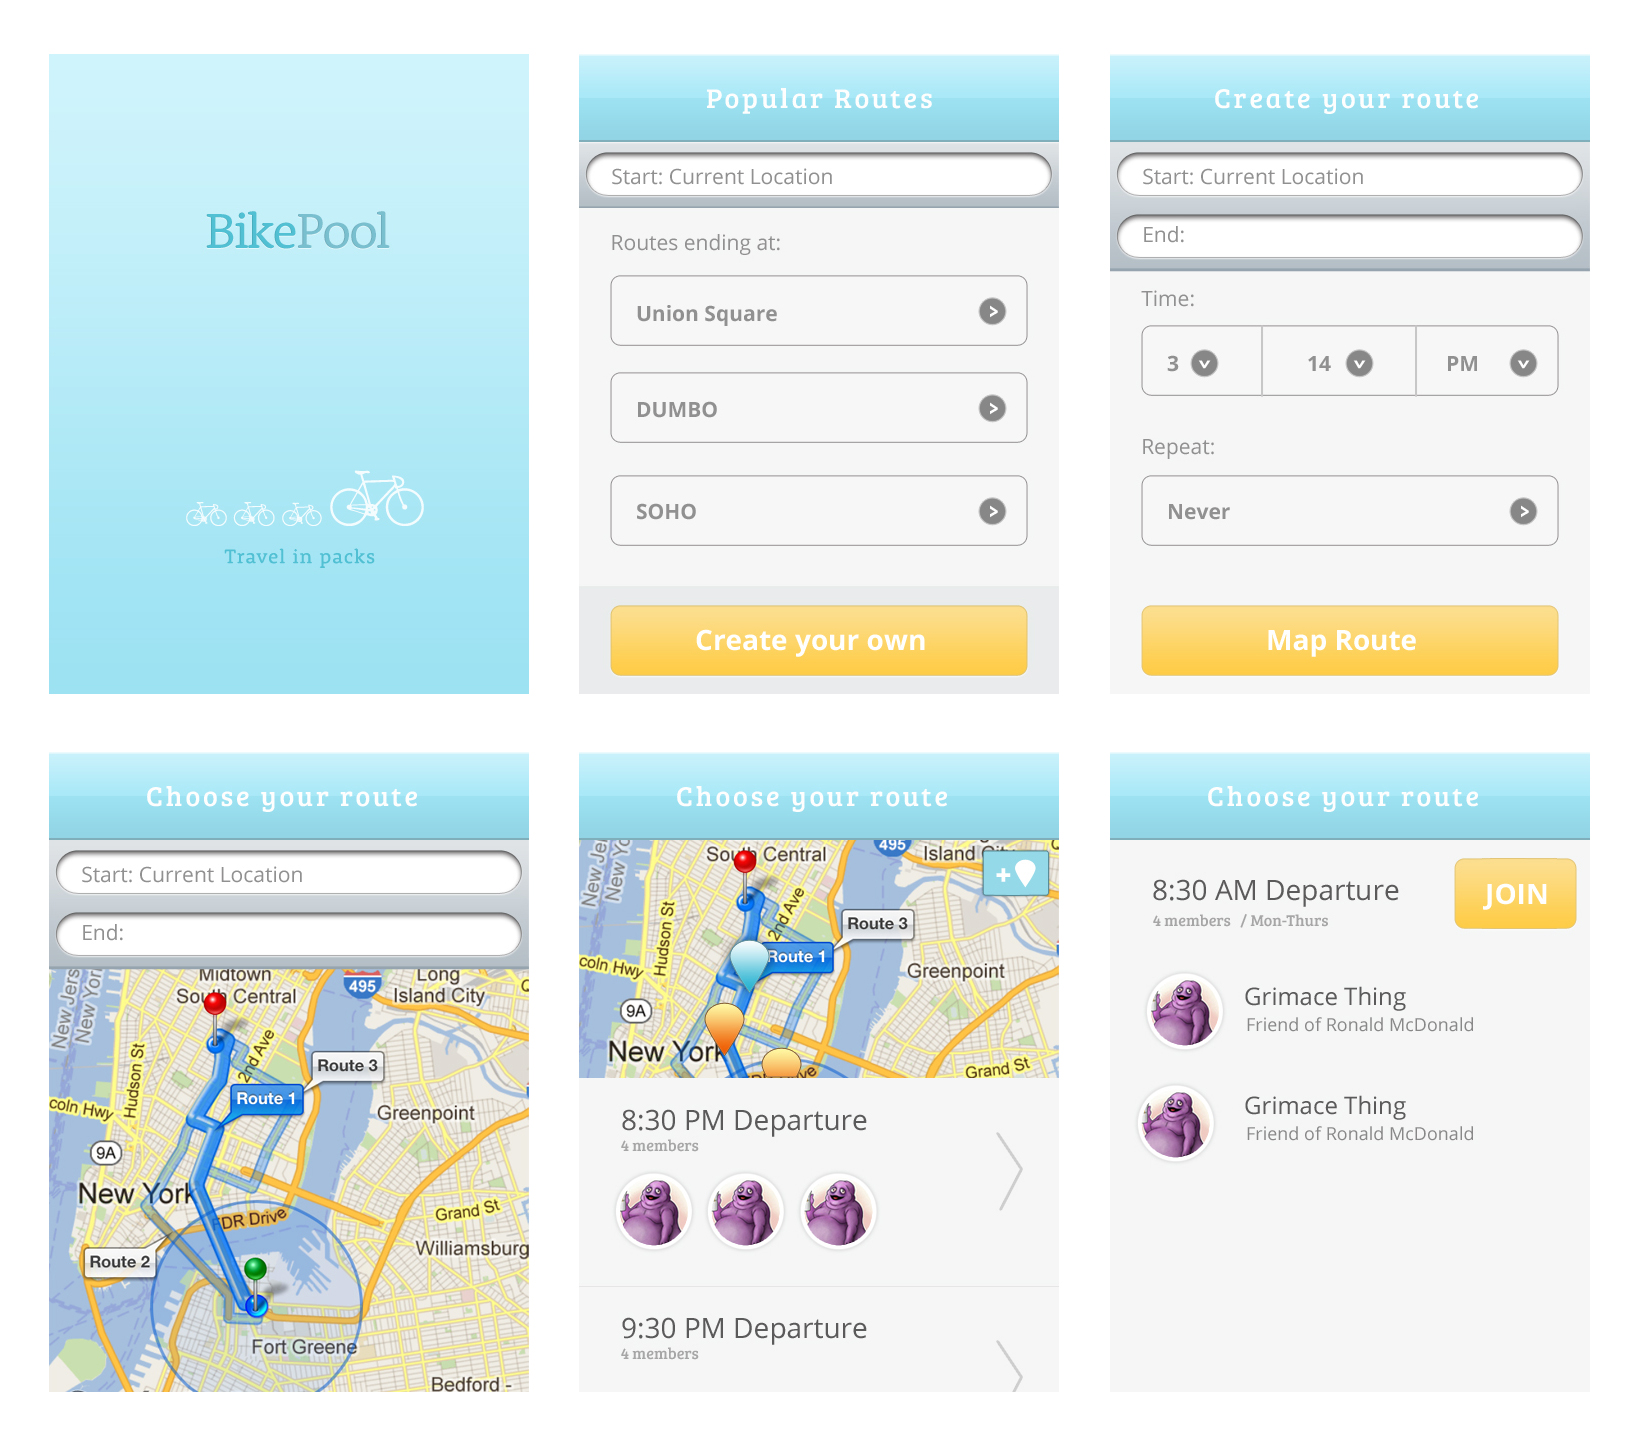 BikePool
Travel in packs
Popular Routes
Start: Current Location
Routes ending at:
Union Square
DUMBO
SOHO
Create your own
Create your route
Start: Current Location
End:
Time:
3
14
PM
Repeat:
Never
Map Route
Choose your route
Start: Current Location
End:
Midtown
South Central
495
Long
Island City
New Jers
New York
Hudson St
2nd Ave
Route 3
Route 1
coln Hwy
Greenpoint
9A
New York
Grand St
FDR Drive
Williamsburg
Route 2
Fort Greene
Bedford -
Choose your route
South Central
495
Island City
+
New Jer
New Yo
Hudson St
2nd Ave
Route 3
Route 1
coln Hwy
Greenpoint
9A
New York
Grand St
8:30 PM Departure
4 members
9:30 PM Departure
4 members
Choose your route
8:30 AM Departure
4 members / Mon-Thurs
JOIN
Grimace Thing
Friend of Ronald McDonald
Grimace Thing
Friend of Ronald McDonald